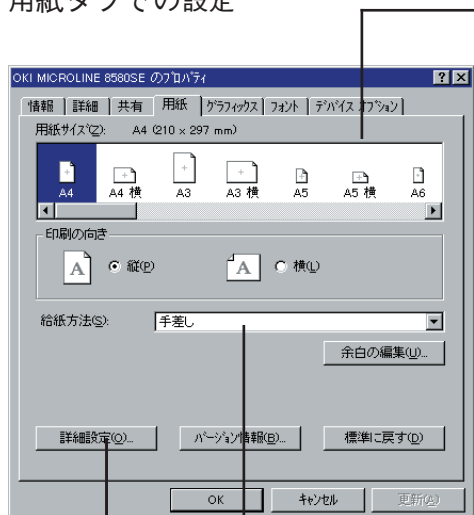 用紙タブでの設定
OKI MICROLINE 8580SE のﾌﾟﾛﾊﾟﾃｨ
情報 詳細 共有 用紙 ｸﾞﾗﾌｨｯｸｽ ﾌｫﾝﾄ ﾃﾞﾊﾞｲｽ ｵﾌﾟｼｮﾝ
用紙ｻｲｽﾞ(Z): A4 (210 x 297 mm)
A4 A4 横 A3 A3 横 A5 A5 横 A6
印刷の向き
A 縦(P) A 横(L)
給紙方法(S): 手差し
余白の編集(U)...
詳細設定(O)... ﾊﾞｰｼﾞｮﾝ情報(B)... 標準に戻す(D)
OK ｷｬﾝｾﾙ 更新(A)